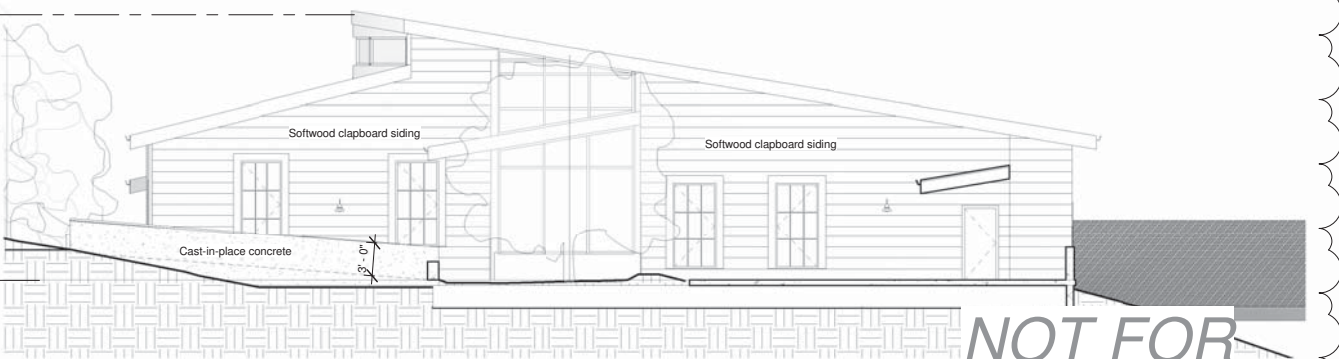 Softwood clapboard siding
Softwood clapboard siding
Cast-in-place concrete
3' - 0"
NOT FOR